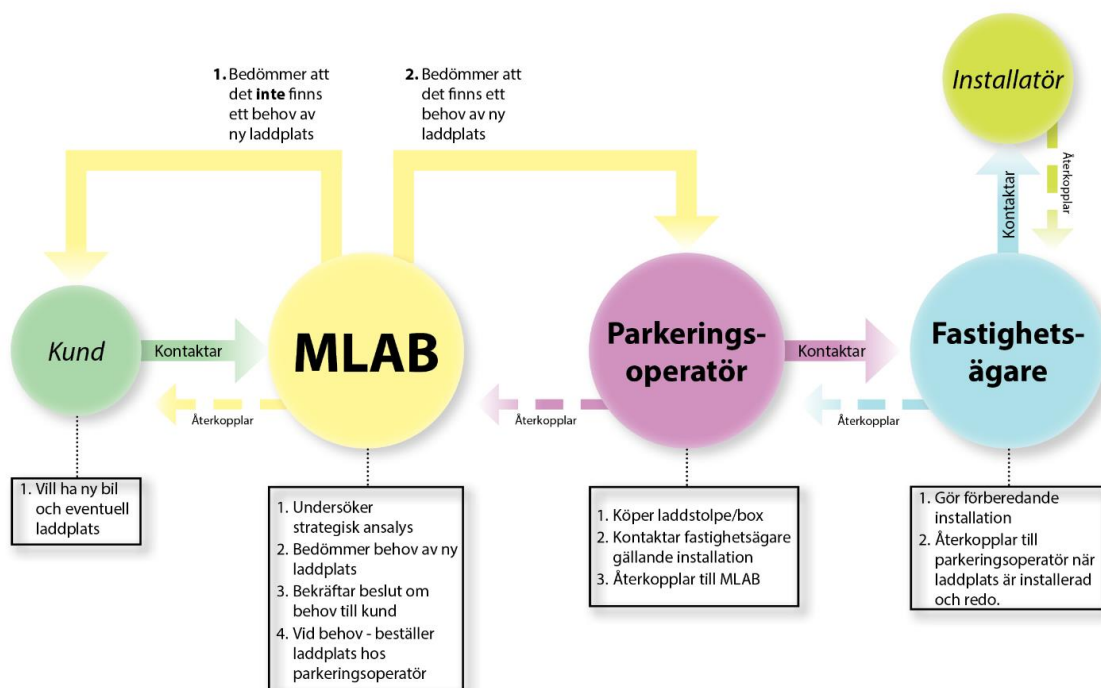 1. Bedömmer att
det inte finns
ett behov av
ny laddplats
2. Bedömmer att
det finns ett
behov av ny
laddplats
Installatör
Återkopplar
Kontaktar
Kund
Kontaktar
MLAB
Återkopplar
Parkerings-
operatör
Återkopplar
Kontaktar
Fastighets-
ägare
Återkopplar
1. Vill ha ny bil
och eventuell
laddplats
1. Undersöker
strategisk ansalys
2. Bedömmer behov av ny
laddplats
3. Bekräftar beslut om
behov till kund
4. Vid behov - beställer
laddplats hos
parkeringsoperatör
1. Köper laddstolpe/box
2. Kontaktar fastighetsägare
gällande installation
3. Återkopplar till MLAB
1. Gör förberedande
installation
2. Återkopplar till
parkeringsoperatör när
laddplats är installerad
och redo.